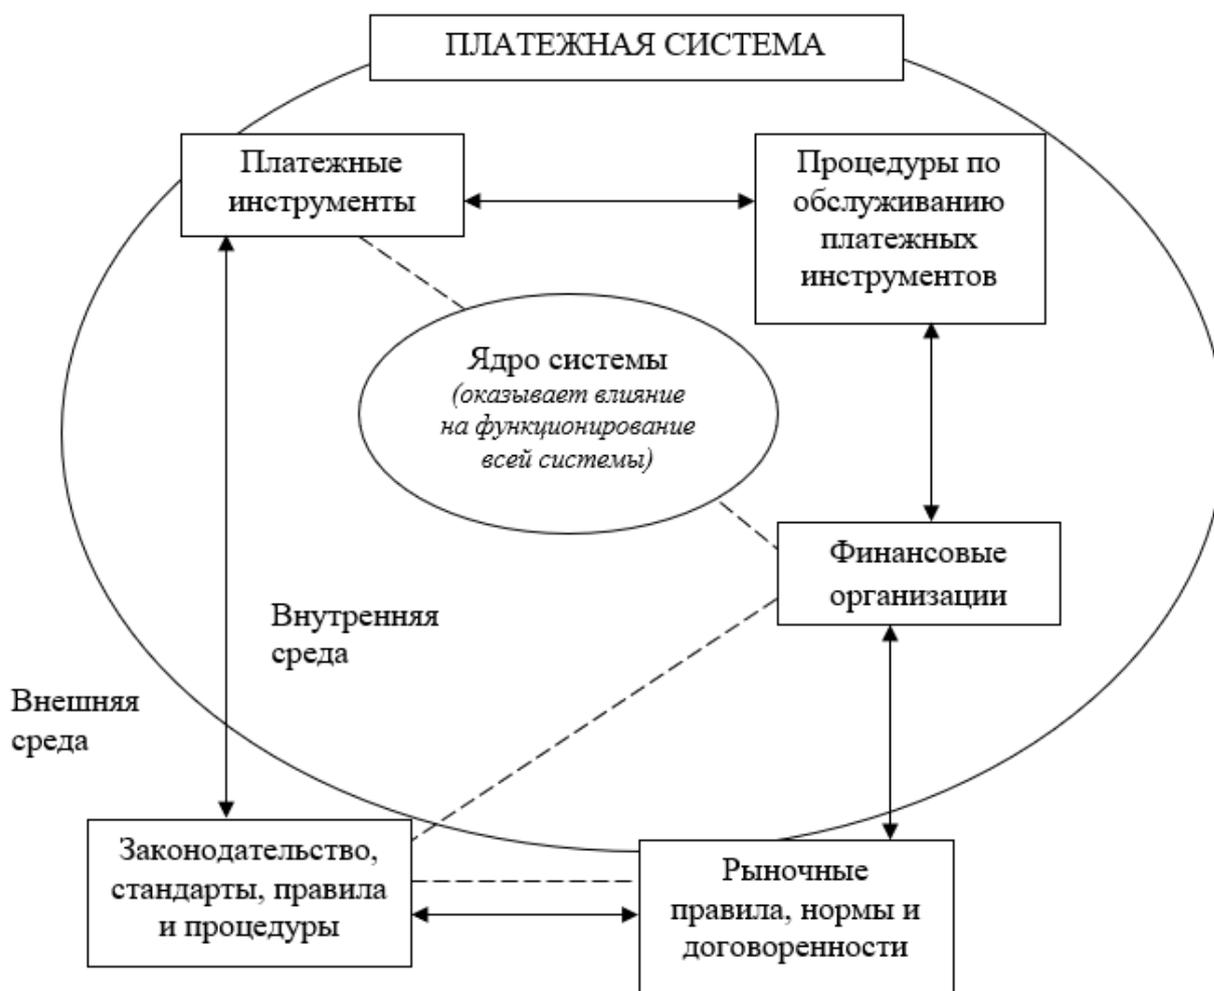 ПЛАТЕЖНАЯ СИСТЕМА
Платежные
инструменты
Процедуры по
обслуживанию
платежных
инструментов
Ядро системы
(оказывает влияние
на функционирование
всей системы)
Финансовые
организации
Внутренняя
среда
Внешняя
среда
Законодательство,
стандарты, правила
и процедуры
Рыночные
правила, нормы и
договоренности